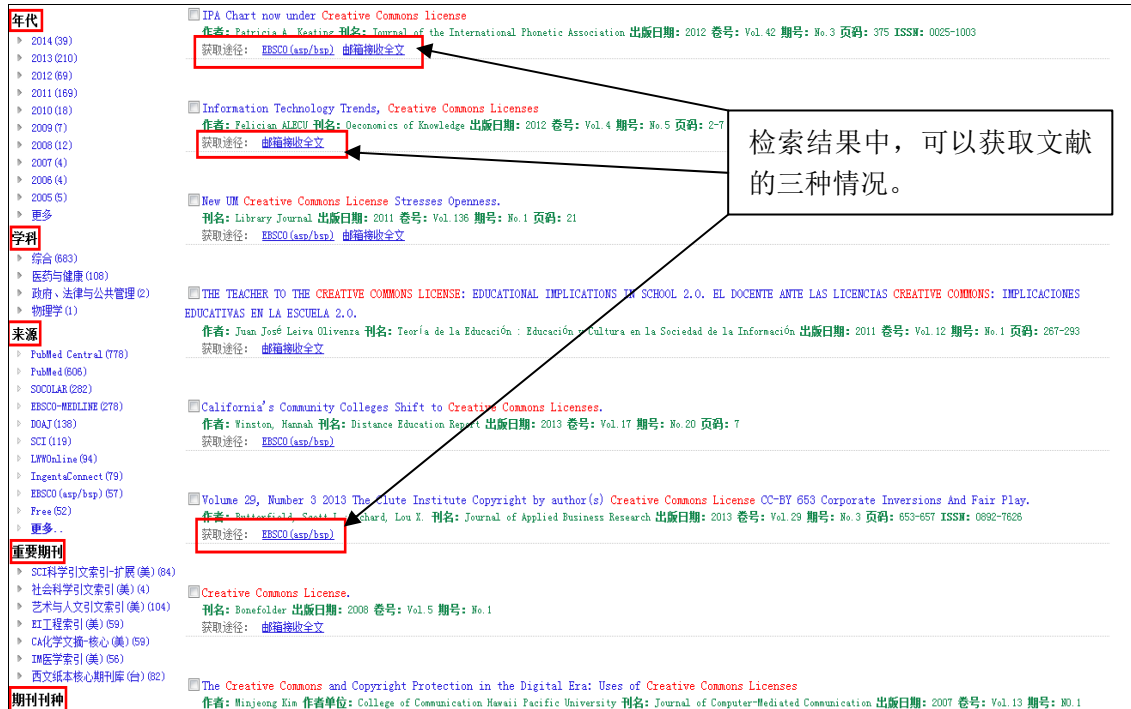 年代
2014(39)
2013(210)
2012(69)
2011(169)
2010(18)
2009(7)
2008(12)
2007(4)
2006(4)
2005(5)
更多
学科
综合(683)
医药与健康(108)
政府、法律与公共管理(2)
物理学(1)
来源
PubMed Central(778)
PubMed(606)
SOCOLAR(282)
EBSCO-MEDLINE(278)
DOAJ(138)
SCI(119)
LWWOnline(94)
IngentaConnect(79)
EBSCO(asp/bsp)(57)
Free(52)
更多..
重要期刊
SCI科学引文索引-扩展(美)(84)
社会科学引文索引(美)(4)
艺术与人文引文索引(美)(104)
EI工程索引(美)(59)
CA化学文摘-核心(美)(59)
IM医学索引(美)(56)
西文纸本核心期刊库(台)(82)
期刊刊种
IPA Chart now under Creative Commons license
作者: Patricia A. Keating 刊名: Journal of the International Phonetic Association 出版日期: 2012 卷号: Vol.42 期号: No.3 页码: 375 ISSN: 0025-1003
获取途径: EBSCO(asp/bsp) 邮箱接收全文
Information Technology Trends, Creative Commons Licenses
作者: Felician ALECU 刊名: Oeconomics of Knowledge 出版日期: 2012 卷号: Vol.4 期号: No.5 页码: 2-7
获取途径: 邮箱接收全文
检索结果中，可以获取文献
的三种情况。
New UM Creative Commons License Stresses Openness.
刊名: Library Journal 出版日期: 2011 卷号: Vol.136 期号: No.1 页码: 21
获取途径: EBSCO(asp/bsp) 邮箱接收全文
THE TEACHER TO THE CREATIVE COMMONS LICENSE: EDUCATIONAL IMPLICATIONS IN SCHOOL 2.0. EL DOCENTE ANTE LAS LICENCIAS CREATIVE COMMONS: IMPLICACIONES
EDUCATIVAS EN LA ESCUELA 2.0.
作者: Juan José Leiva Olivenza 刊名: Teoría de la Educación : Educación y Cultura en la Sociedad de la Información 出版日期: 2011 卷号: Vol.12 期号: No.1 页码: 267-293
获取途径: 邮箱接收全文
California's Community Colleges Shift to Creative Commons Licenses.
作者: Winston, Hannah 刊名: Distance Education Report 出版日期: 2013 卷号: Vol.17 期号: No.20 页码: 7
获取途径: EBSCO(asp/bsp)
Volume 29, Number 3 2013 The Clute Institute Copyright by author(s) Creative Commons License CC-BY 653 Corporate Inversions And Fair Play.
作者: Butterfield, Scott Lou X. 刊名: Journal of Applied Business Research 出版日期: 2013 卷号: Vol.29 期号: No.3 页码: 653-657 ISSN: 0892-7626
获取途径: EBSCO(asp/bsp)
Creative Commons License.
刊名: Bonefolder 出版日期: 2008 卷号: Vol.5 期号: No.1
获取途径: 邮箱接收全文
The Creative Commons and Copyright Protection in the Digital Era: Uses of Creative Commons Licenses
作者: Minjeong Kim 作者单位: College of Communication Hawaii Pacific University 刊名: Journal of Computer-Mediated Communication 出版日期: 2007 卷号: Vol.13 期号: NO.1